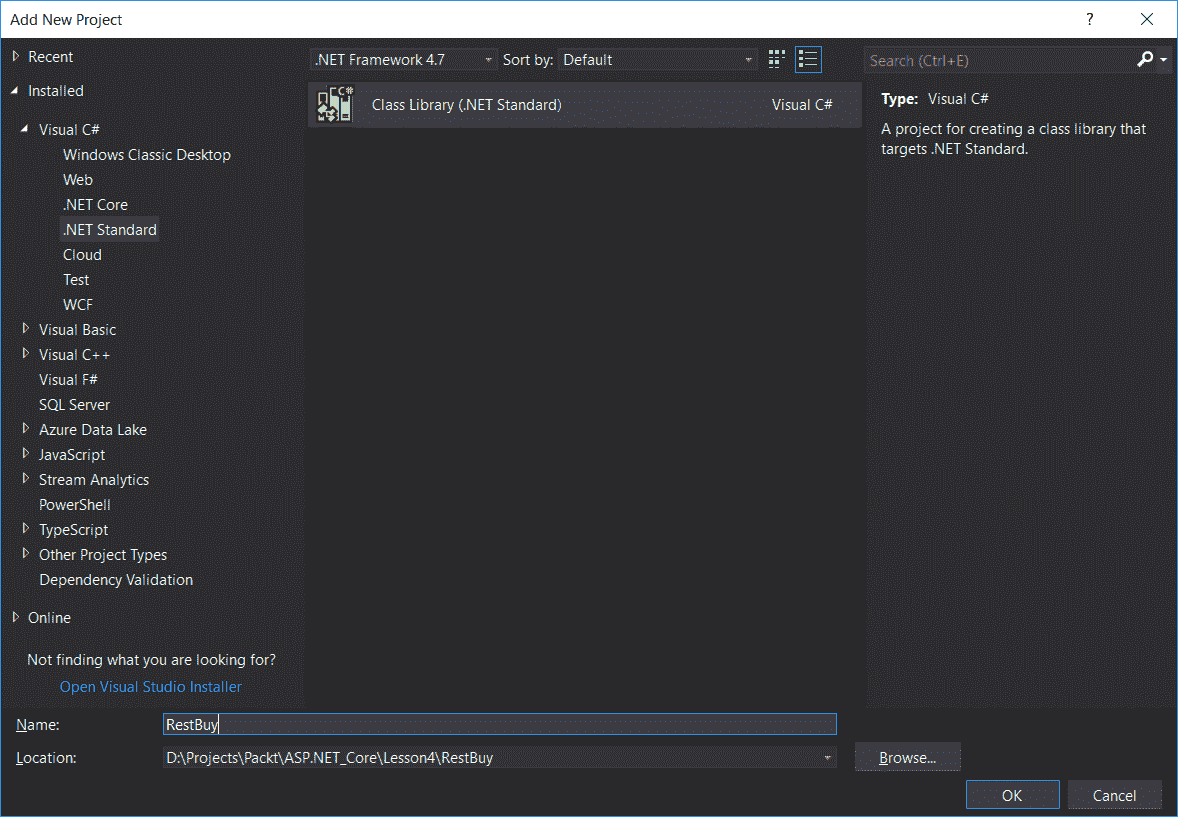 Add New Project
?
Recent
Installed
Visual C#
Windows Classic Desktop
Web
.NET Core
.NET Standard
Cloud
Test
WCF
Visual Basic
Visual C++
Visual F#
SQL Server
Azure Data Lake
JavaScript
Stream Analytics
PowerShell
TypeScript
Other Project Types
Dependency Validation
Online
Not finding what you are looking for?
Open Visual Studio Installer
.NET Framework 4.7 Sort by: Default
C#
Class Library (.NET Standard) Visual C#
Search (Ctrl+E)
Type: Visual C#
A project for creating a class library that
targets .NET Standard.
Name: RestBuy
Location: D:\Projects\Packt\ASP.NET_Core\Lesson4\RestBuy
Browse...
OK Cancel